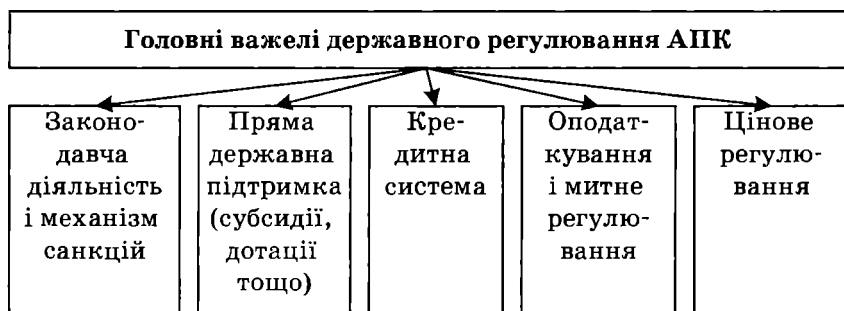 Головні важелі державного регулювання АПК
Законо-
давча
діяльність
і механізм
санкцій
Пряма
державна
підтримка
(субсидії,
дотації
тощо)
Кре-
дитна
система
Оподат-
кування
і митне
регулю-
вання
Цінове
регулю-
вання